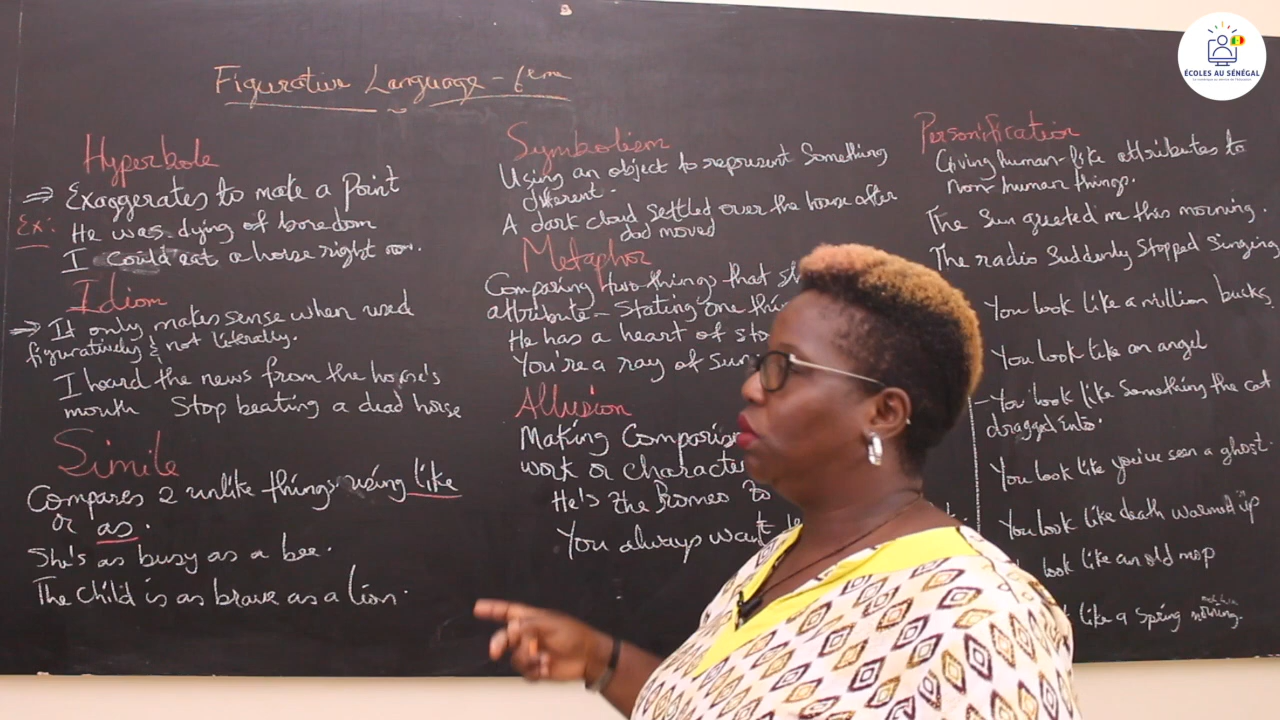 Figurative Language - 6eme
Hyperbole
⇒ Exaggerates to make a point
Ex: He was dying of boredom
I could eat a horse right now.
Idiom
⇒ It only makes sense when used
figuratively & not literally.
I heard the news from the horse's
mouth Stop beating a dead horse
Simile
Compares 2 unlike things using like
or as.
She's as busy as a bee.
The child is as brave as a lion.
Symbolism
Using an object to represent Something
different.
A dark cloud settled over the house after
dad moved
Metaphor
Comparing two things that
attribute - Stating one
He has a heart of
You're a ray of
Allusion
Making
work or
He's the Romeo to
You always want
Personification
Giving human-like attributes to
non human things.
The Sun greeted me this morning.
The radio Suddenly Stopped Singing
You look like a million bucks.
You look like an angel
- You look like Something the cat
dragged into.
You look like you've seen a ghost.
You look like death warmed up
look like an old mop
like a Spring morning.
ÉCOLES AU SÉNÉGAL